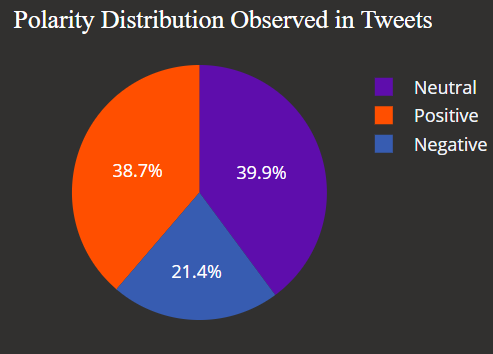 Polarity Distribution Observed in Tweets
Neutral
Positive
Negative
38.7%
39.9%
21.4%